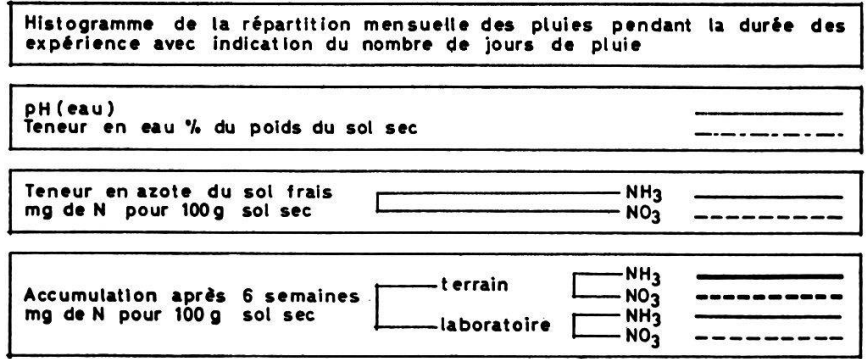 Histogramme de la répartition mensuelle des pluies pendant la durée des
expérience avec indication du nombre de jours de pluie
pH (eau)
Teneur en eau % du poids du sol sec
Teneur en azote du sol frais
mg de N pour 100 g sol sec
NH3
NO3
Accumulation après 6 semaines
mg de N pour 100 g sol sec
terrain
NH3
NO3
laboratoire
NH3
NO3